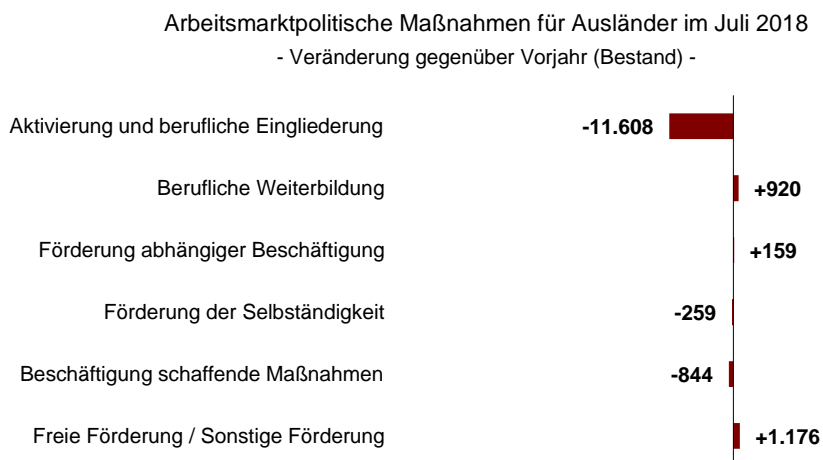 Arbeitsmarktpolitische Maßnahmen für Ausländer im Juli 2018
- Veränderung gegenüber Vorjahr (Bestand) -
Aktivierung und berufliche Eingliederung -11.608
Berufliche Weiterbildung +920
Förderung abhängiger Beschäftigung +159
Förderung der Selbständigkeit -259
Beschäftigung schaffende Maßnahmen -844
Freie Förderung / Sonstige Förderung +1.176